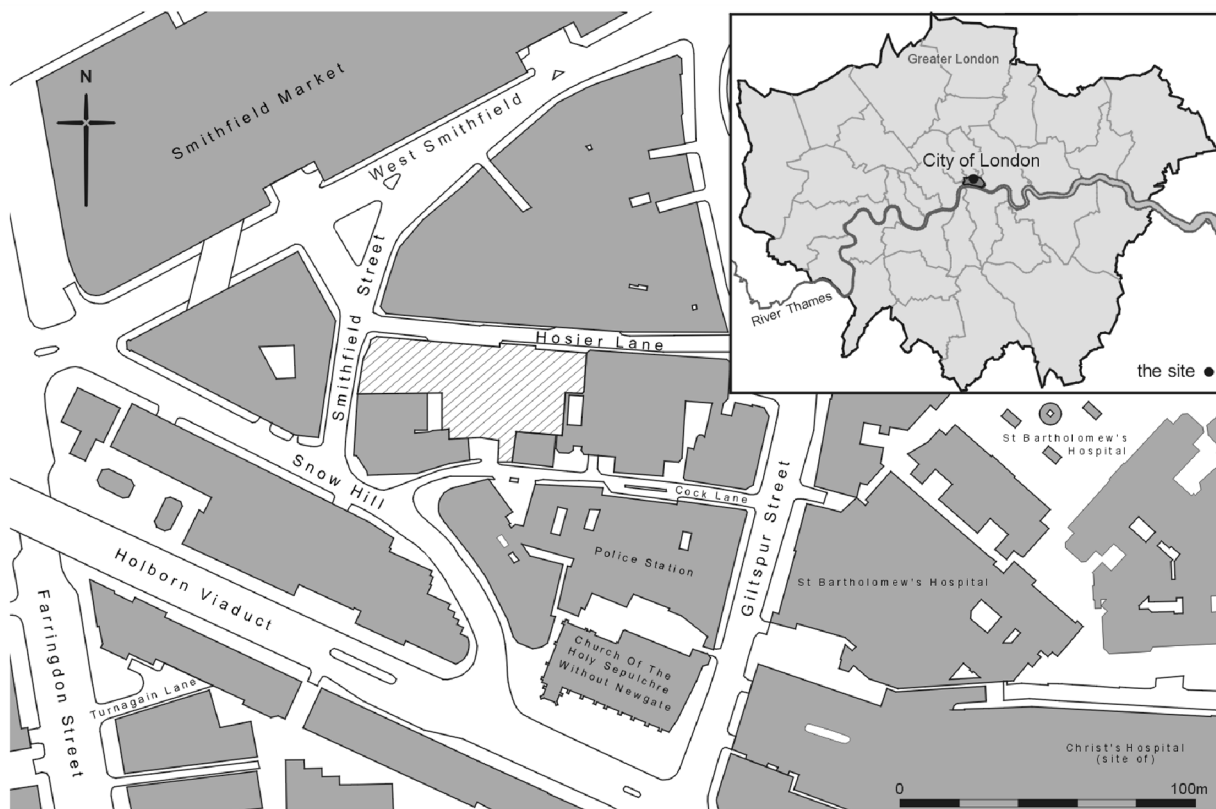 N
Smithfield Market
West Smithfield
Smithfield Street
Hosier Lane
Snow Hill
Cock Lane
Giltspur Street
Police Station
Holborn Viaduct
Farringdon Street
Turnagain Lane
Church Of The
Holy Sepulchre
Without Newgate
St Bartholomew's Hospital
St Bartholomew's
Hospital
Christ's Hospital
(site of)
0
100m
Greater London
City of London
River Thames
the site